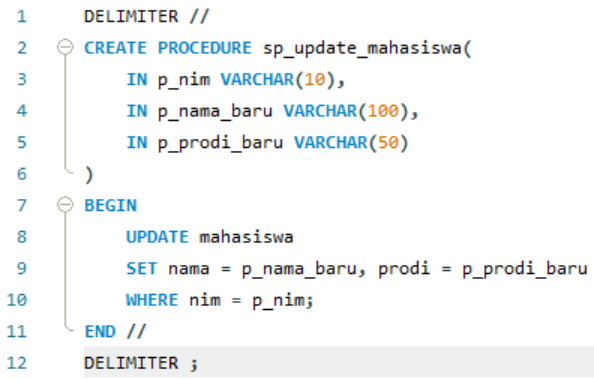 1 DELIMITER //
2 CREATE PROCEDURE sp_update_mahasiswa(
3 IN p_nim VARCHAR(10),
4 IN p_nama_baru VARCHAR(100),
5 IN p_prodi_baru VARCHAR(50)
6 )
7 BEGIN
8 UPDATE mahasiswa
9 SET nama = p_nama_baru, prodi = p_prodi_baru
10 WHERE nim = p_nim;
11 END //
12 DELIMITER ;